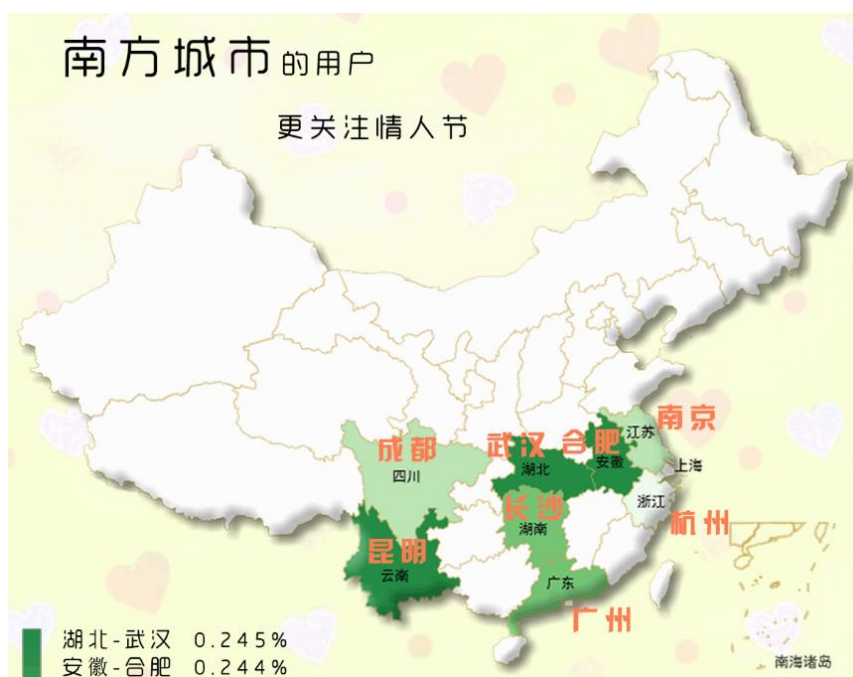 南方城市的用户
更关注情人节
南京
江苏
成都
武汉
合肥
四川
湖北
安徽
上海
长沙
浙江
湖南
杭州
昆明
云南
广东
广州
湖北-武汉 0.245%
安徽-合肥 0.244%
南海诸岛